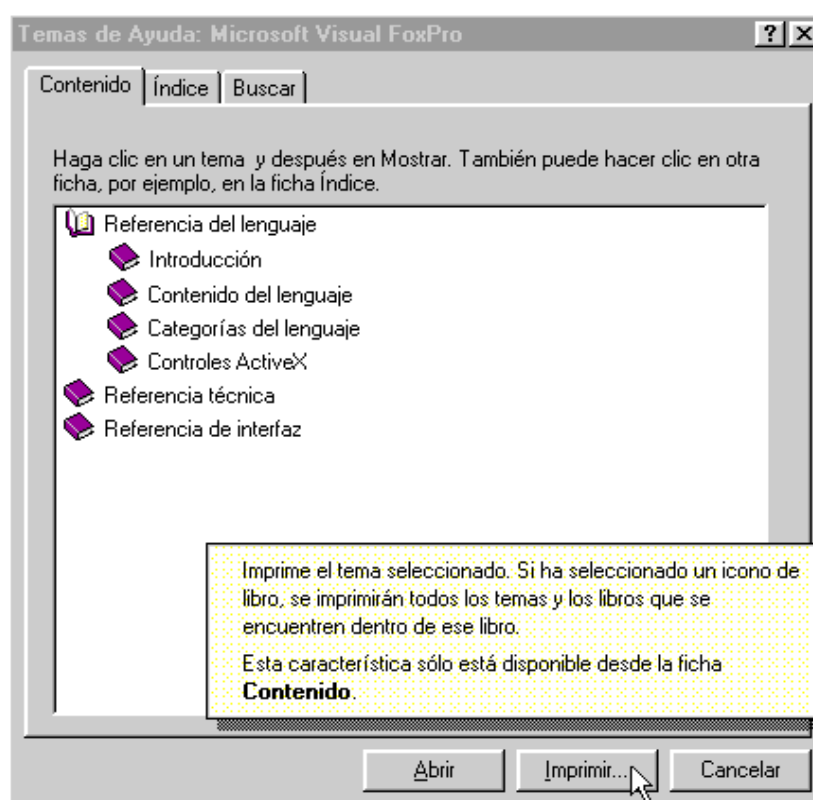 Temas de Ayuda: Microsoft Visual FoxPro
Contenido Índice Buscar
Haga clic en un tema y después en Mostrar. También puede hacer clic en otra
ficha, por ejemplo, en la ficha Índice.
Referencia del lenguaje
Introducción
Contenido del lenguaje
Categorías del lenguaje
Controles ActiveX
Referencia técnica
Referencia de interfaz
Imprime el tema seleccionado. Si ha seleccionado un icono de
libro, se imprimirán todos los temas y los libros que se
encuentren dentro de ese libro.
Esta característica sólo está disponible desde la ficha
Contenido.
Abrir Imprimir... Cancelar